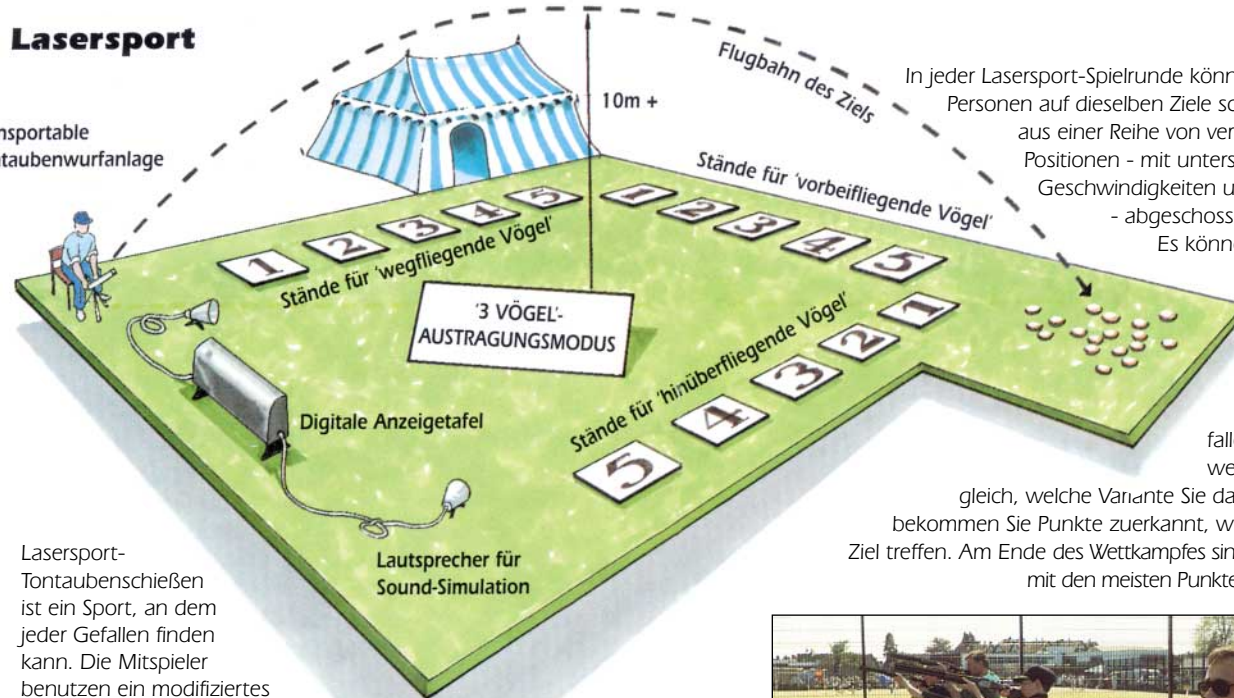 Lasersport
10m +
Flugbahn des Ziels
Tontaubenwurfanlage
Stände für 'vorbeifliegende Vögel'
1 2 3 4 5
1 2 3 4 5
Stände für 'wegfliegende Vögel'
'3 VÖGEL'-
AUSTRAGUNGSMODUS
Stände für 'hinüberfliegende Vögel'
5 4 3 2 1
Digitale Anzeigetafel
Lautsprecher für
Sound-Simulation
Lasersport-
Tontaubenschießen
ist ein Sport, an dem
jeder Gefallen finden
kann. Die Mitspieler
benutzen ein modifiziertes
In jeder Lasersport-Spielrunde könn
Personen auf dieselben Ziele sc
aus einer Reihe von ver
Positionen - mit unters
Geschwindigkeiten u
- abgeschoss
Es könne
falle
we
gleich, welche Variante Sie da
bekommen Sie Punkte zuerkannt, w
Ziel treffen. Am Ende des Wettkampfes sin
mit den meisten Punkte